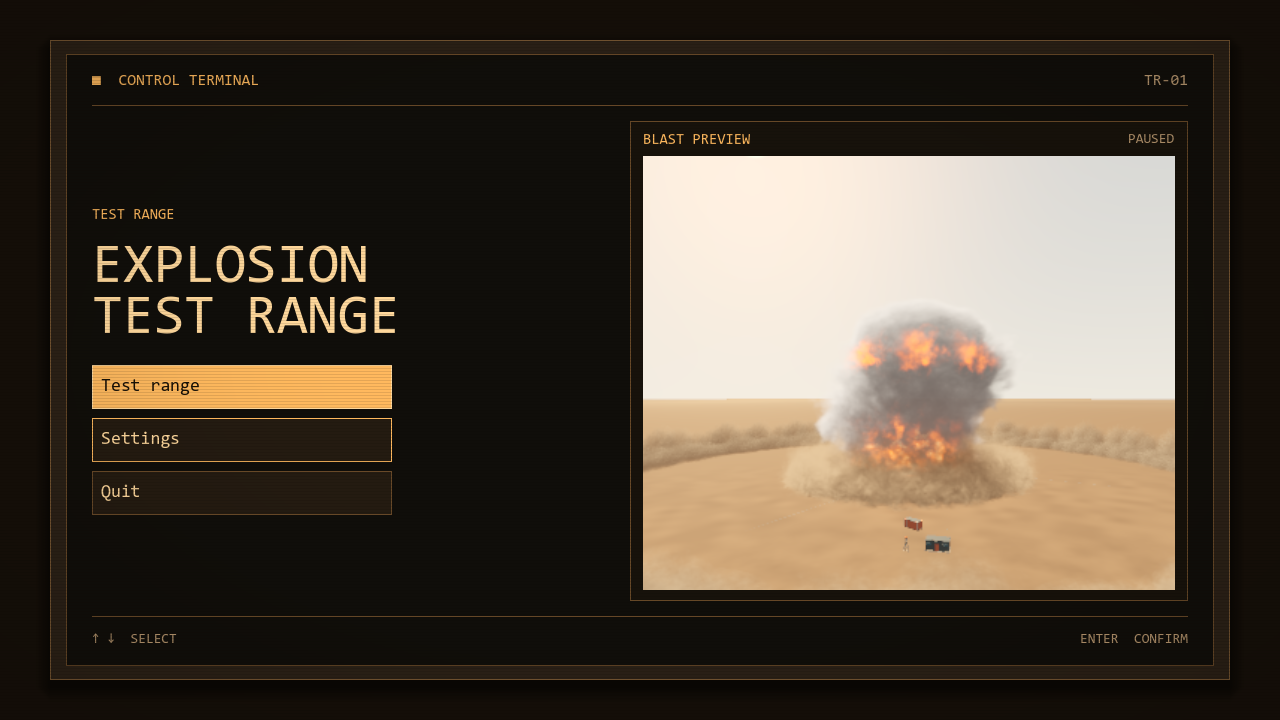 CONTROL TERMINAL
TR-01
TEST RANGE
EXPLOSION
TEST RANGE
Test range
Settings
Quit
BLAST PREVIEW
PAUSED
↑ ↓ SELECT
ENTER CONFIRM